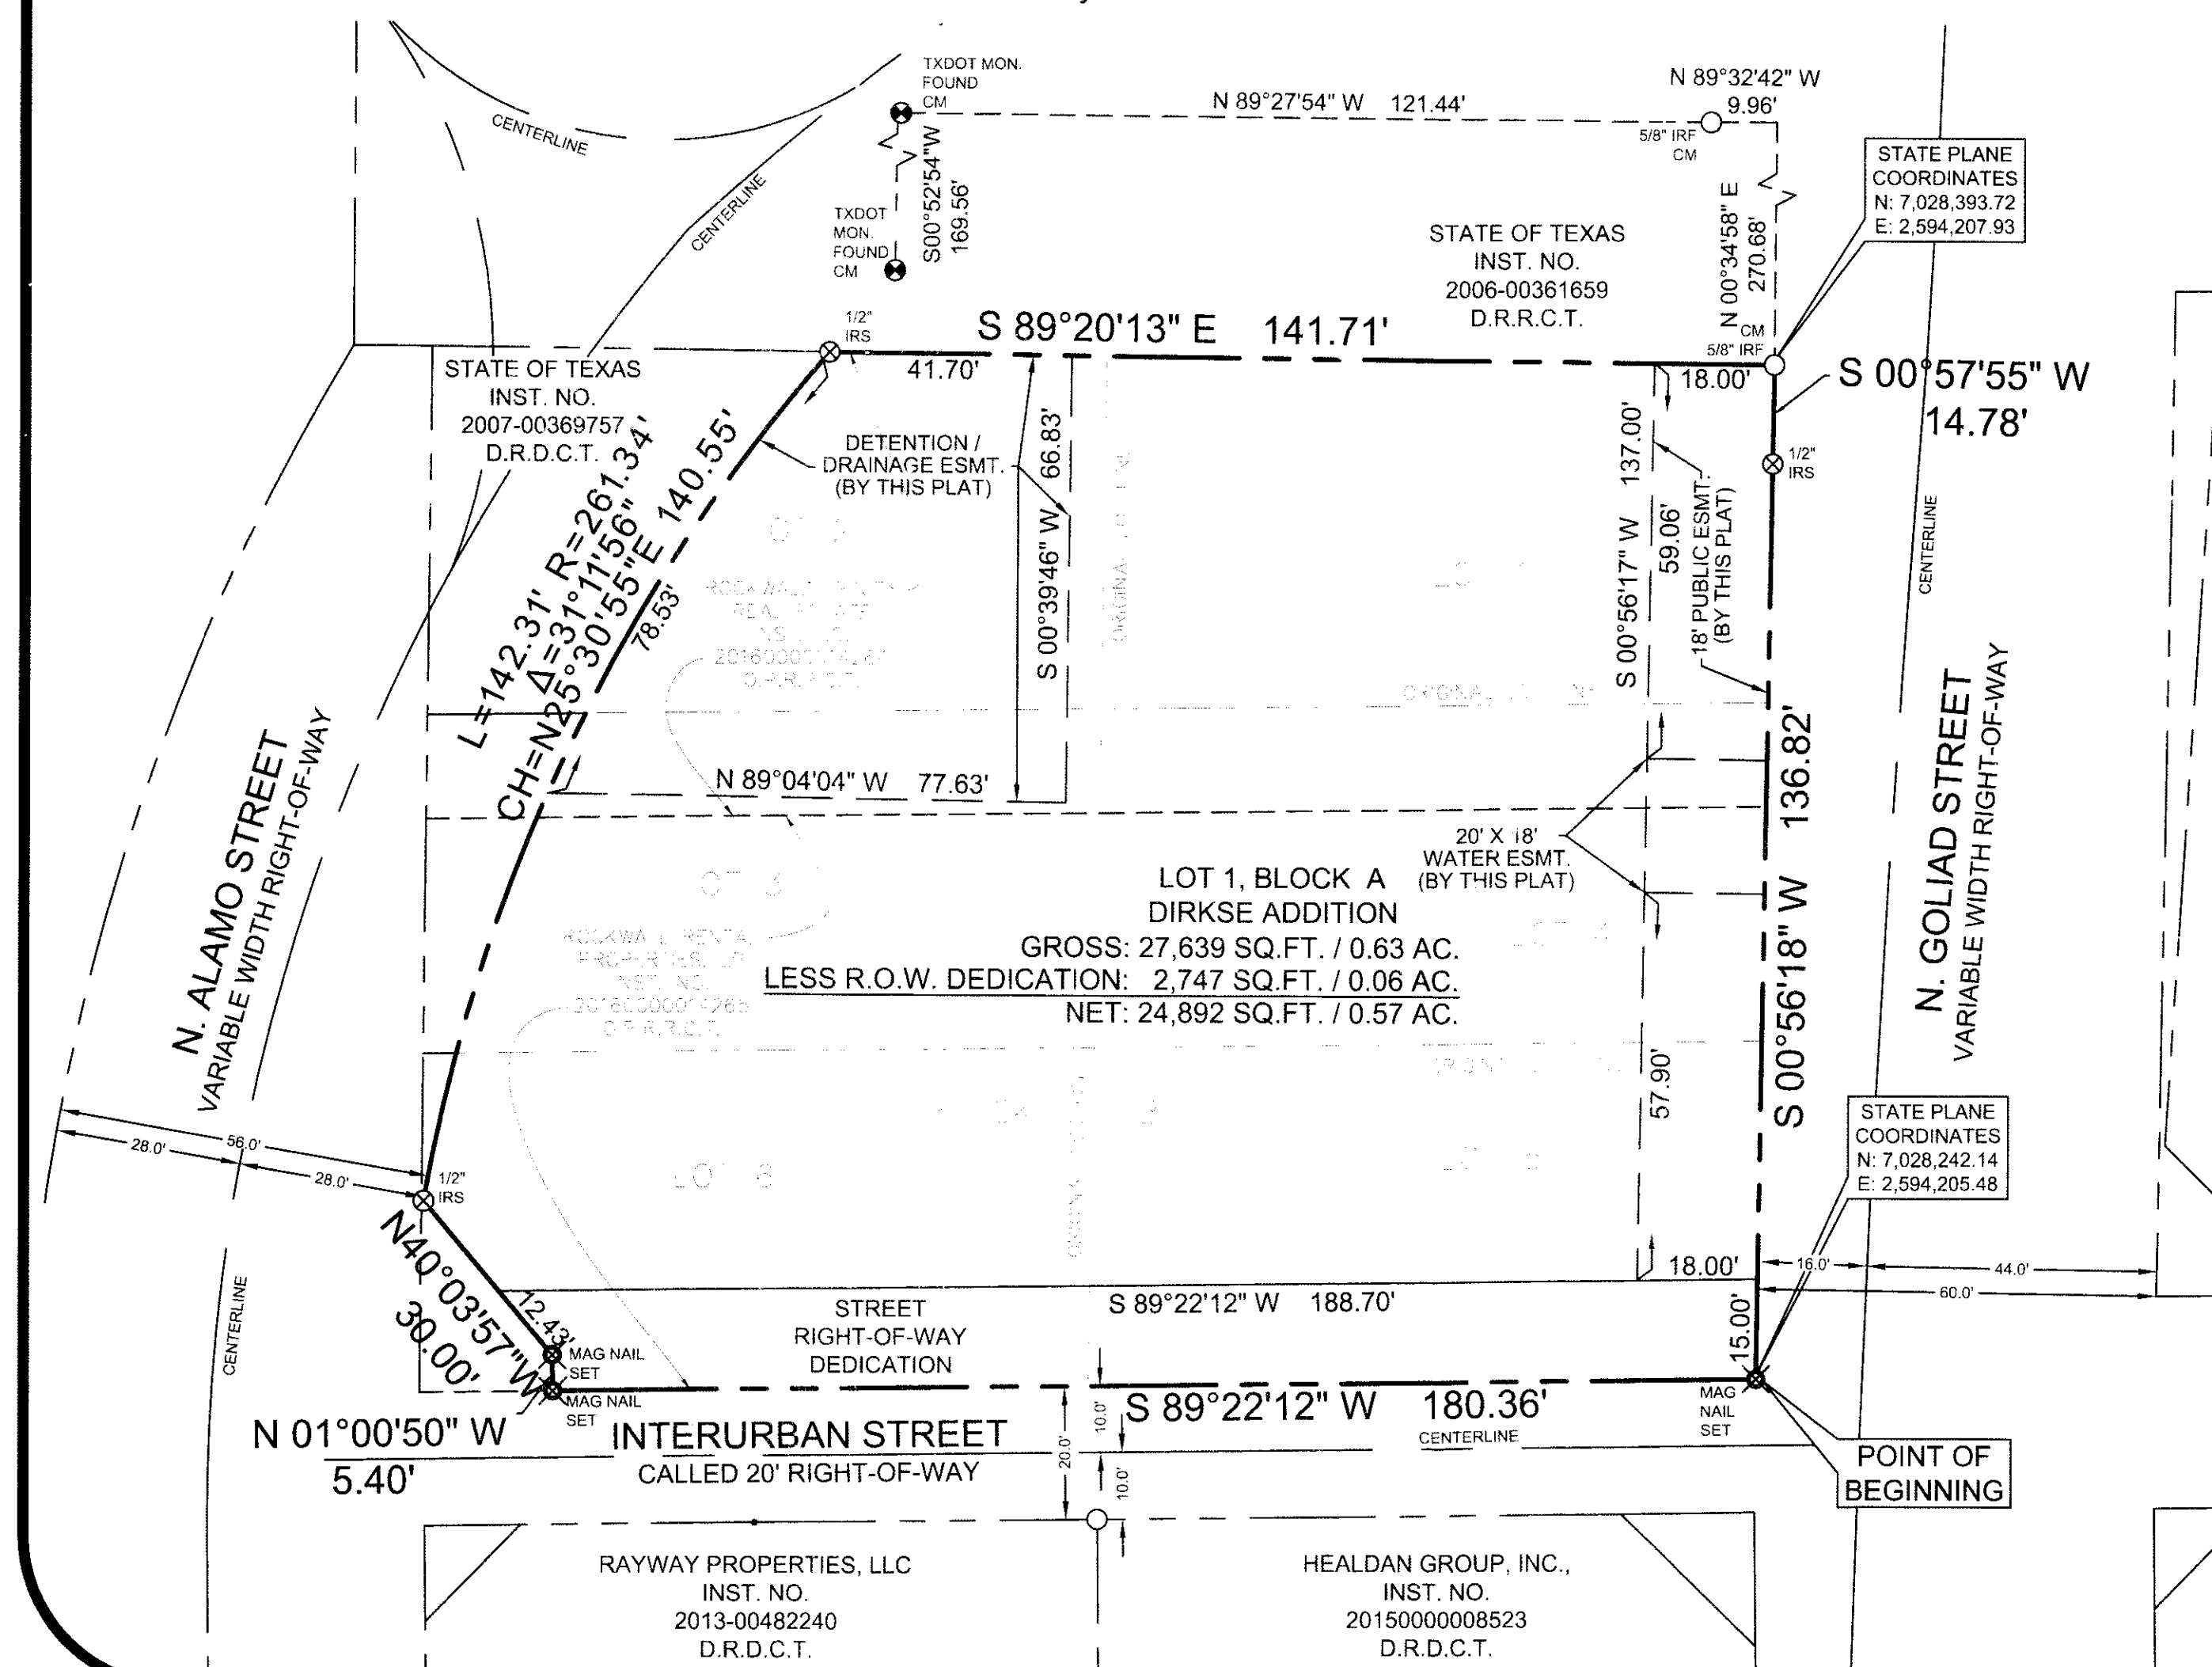 TXDOT MON.
FOUND
CM
N 89°27'54" W 121.44'
N 89°32'42" W
9.96'
5/8" IRF
CM
CENTERLINE
CENTERLINE
S00°52'54"W
169.56'
TXDOT
MON.
FOUND
CM
STATE PLANE
COORDINATES
N: 7,028,393.72
E: 2,594,207.93
N 00°34'58" E
270.68'
STATE OF TEXAS
INST. NO.
2006-00361659
D.R.R.C.T.
1/2"
IRS
S 89°20'13" E 141.71'
41.70'
CM
5/8" IRF
18.00'
S 00°57'55" W
14.78'
1/2"
IRS
STATE OF TEXAS
INST. NO.
2007-00369757
D.R.D.C.T.
DETENTION /
DRAINAGE ESMT.
(BY THIS PLAT)
66.83'
S 00°39'46" W
L=142.31' R=261.34'
Δ=31°11'56"
CH=N25°30'55"E 140.55'
78.53'
S 00°56'17" W 137.00'
59.06'
18' PUBLIC ESMT.
(BY THIS PLAT)
CENTERLINE
N. GOLIAD STREET
VARIABLE WIDTH RIGHT-OF-WAY
N. ALAMO STREET
VARIABLE WIDTH RIGHT-OF-WAY
N 89°04'04" W 77.63'
20' X 18'
WATER ESMT.
(BY THIS PLAT)
S 00°56'18" W 136.82'
LOT 1, BLOCK A
DIRKSE ADDITION
GROSS: 27,639 SQ.FT. / 0.63 AC.
LESS R.O.W. DEDICATION: 2,747 SQ.FT. / 0.06 AC.
NET: 24,892 SQ.FT. / 0.57 AC.
57.90'
STATE PLANE
COORDINATES
N: 7,028,242.14
E: 2,594,205.48
56.0'
28.0'
28.0'
1/2"
IRS
N40°03'57"W
30.00'
12.43'
CENTERLINE
MAG NAIL
SET
MAG NAIL
SET
STREET
RIGHT-OF-WAY
DEDICATION
S 89°22'12" W 188.70'
18.00'
15.00'
16.0'
44.0'
60.0'
N 01°00'50" W
5.40'
S 89°22'12" W 180.36'
MAG
NAIL
SET
INTERURBAN STREET
CALLED 20' RIGHT-OF-WAY
CENTERLINE
20.0'
10.0'
10.0'
POINT OF
BEGINNING
RAYWAY PROPERTIES, LLC
INST. NO.
2013-00482240
D.R.D.C.T.
HEALDAN GROUP, INC.,
INST. NO.
20150000008523
D.R.D.C.T.